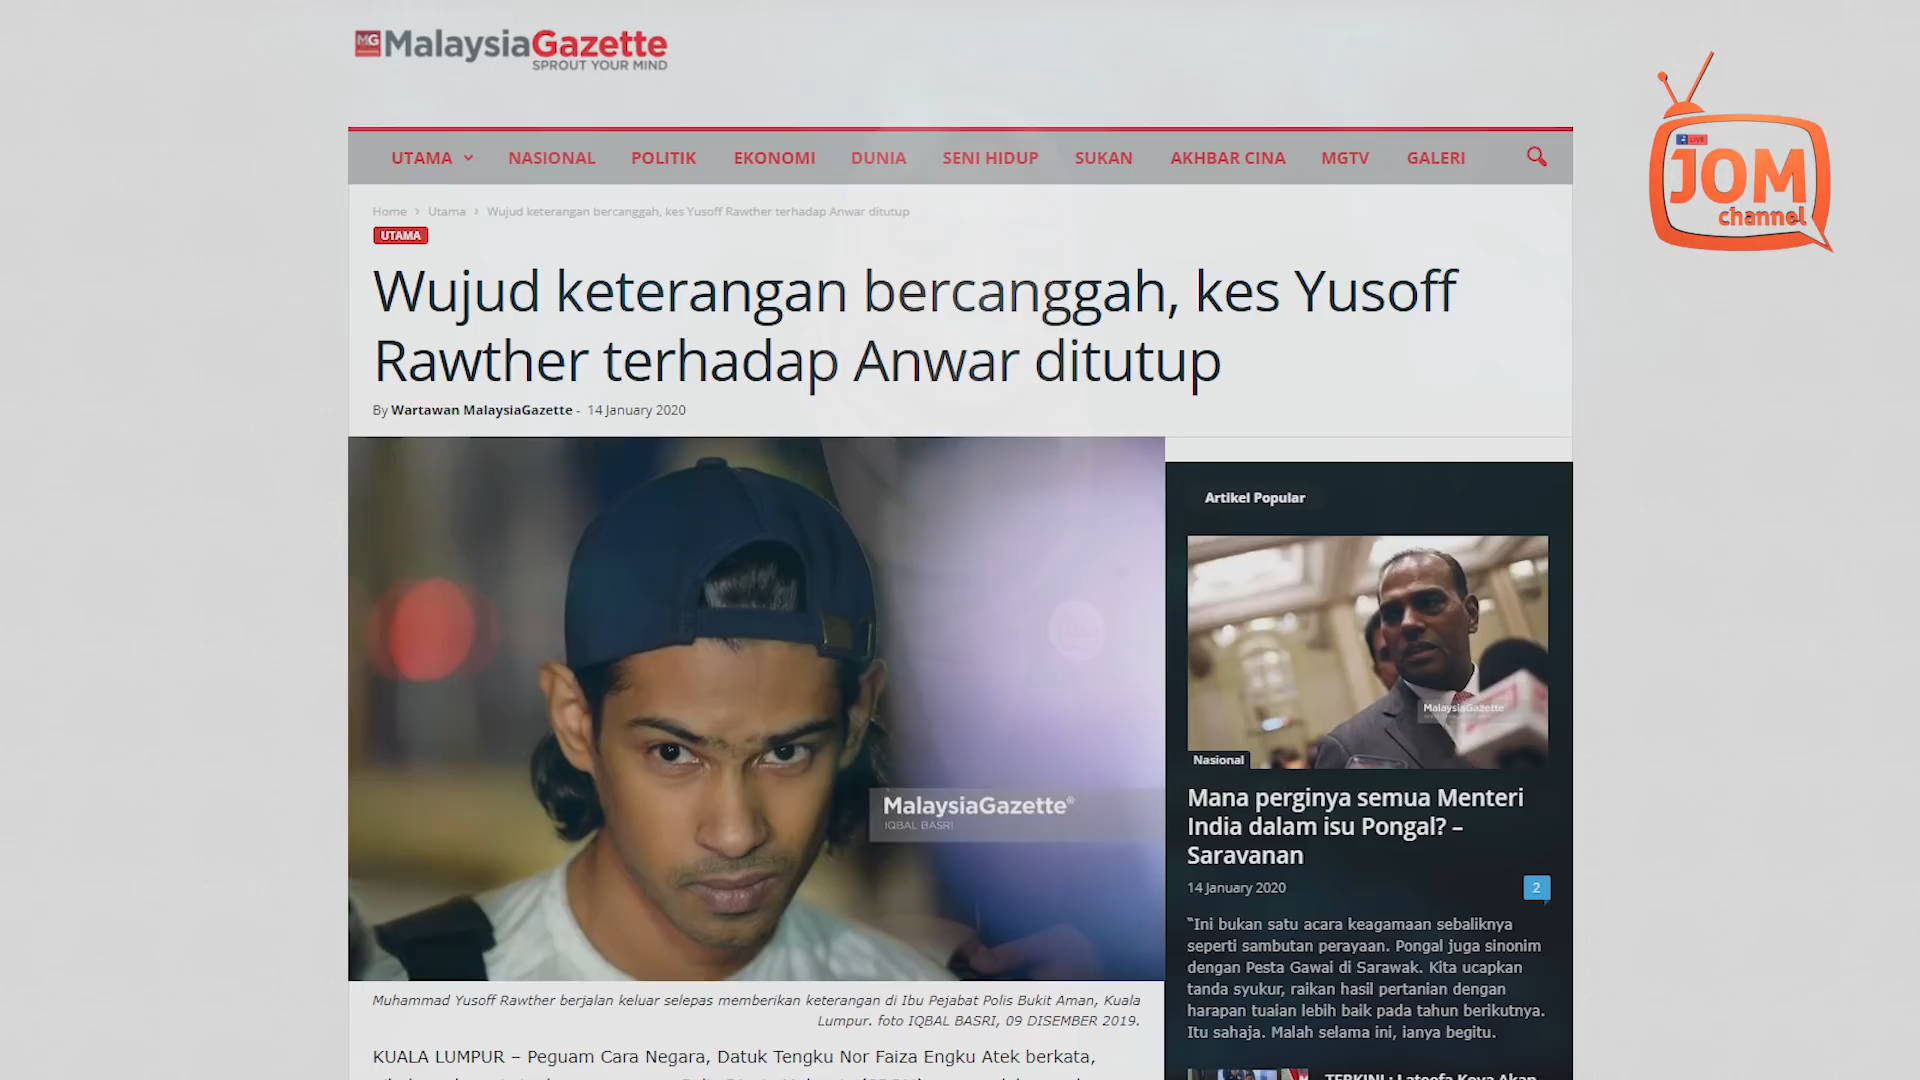 MG MalaysiaGazette
SPROUT YOUR MIND
LIVE
JOM
channel
UTAMA NASIONAL POLITIK EKONOMI DUNIA SENI HIDUP SUKAN AKHBAR CINA MGTV GALERI
Home > Utama > Wujud keterangan bercanggah, kes Yusoff Rawther terhadap Anwar ditutup
UTAMA
Wujud keterangan bercanggah, kes Yusoff
Rawther terhadap Anwar ditutup
By Wartawan MalaysiaGazette - 14 January 2020
MalaysiaGazette®
IQBAL BASRI
Muhammad Yusoff Rawther berjalan keluar selepas memberikan keterangan di Ibu Pejabat Polis Bukit Aman, Kuala
Lumpur. foto IQBAL BASRI, 09 DISEMBER 2019.
KUALA LUMPUR – Peguam Cara Negara, Datuk Tengku Nor Faiza Engku Atek berkata,
Artikel Popular
MalaysiaGazette
Nasional
Mana perginya semua Menteri
India dalam isu Pongal? –
Saravanan
14 January 2020
2
“Ini bukan satu acara keagamaan sebaliknya
seperti sambutan perayaan. Pongal juga sinonim
dengan Pesta Gawai di Sarawak. Kita ucapkan
tanda syukur, raikan hasil pertanian dengan
harapan tuaian lebih baik pada tahun berikutnya.
Itu sahaja. Malah selama ini, ianya begitu.
TERKINI : Lateefa Koya Akan